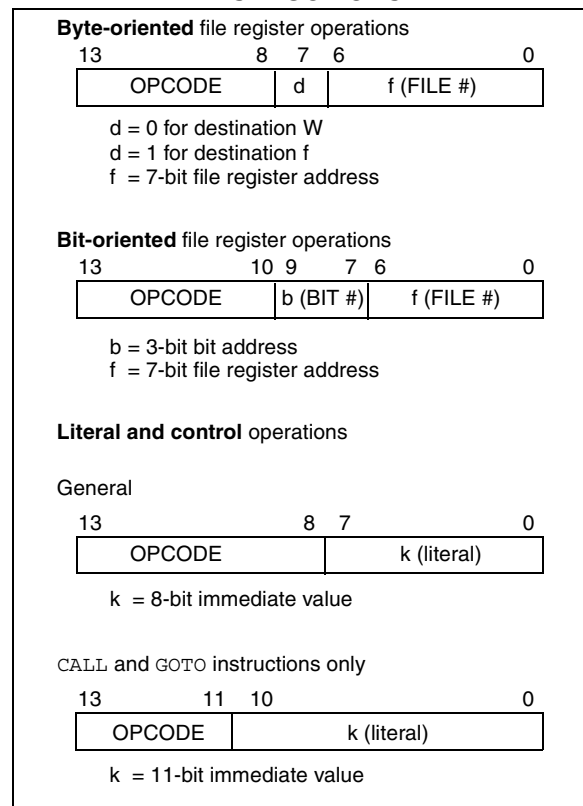 Byte-oriented file register operations
13 8 7 6 0
OPCODE d f (FILE #)
d = 0 for destination W
d = 1 for destination f
f = 7-bit file register address
Bit-oriented file register operations
13 10 9 7 6 0
OPCODE b (BIT #) f (FILE #)
b = 3-bit bit address
f = 7-bit file register address
Literal and control operations
General
13 8 7 0
OPCODE k (literal)
k = 8-bit immediate value
CALL and GOTO instructions only
13 11 10 0
OPCODE k (literal)
k = 11-bit immediate value